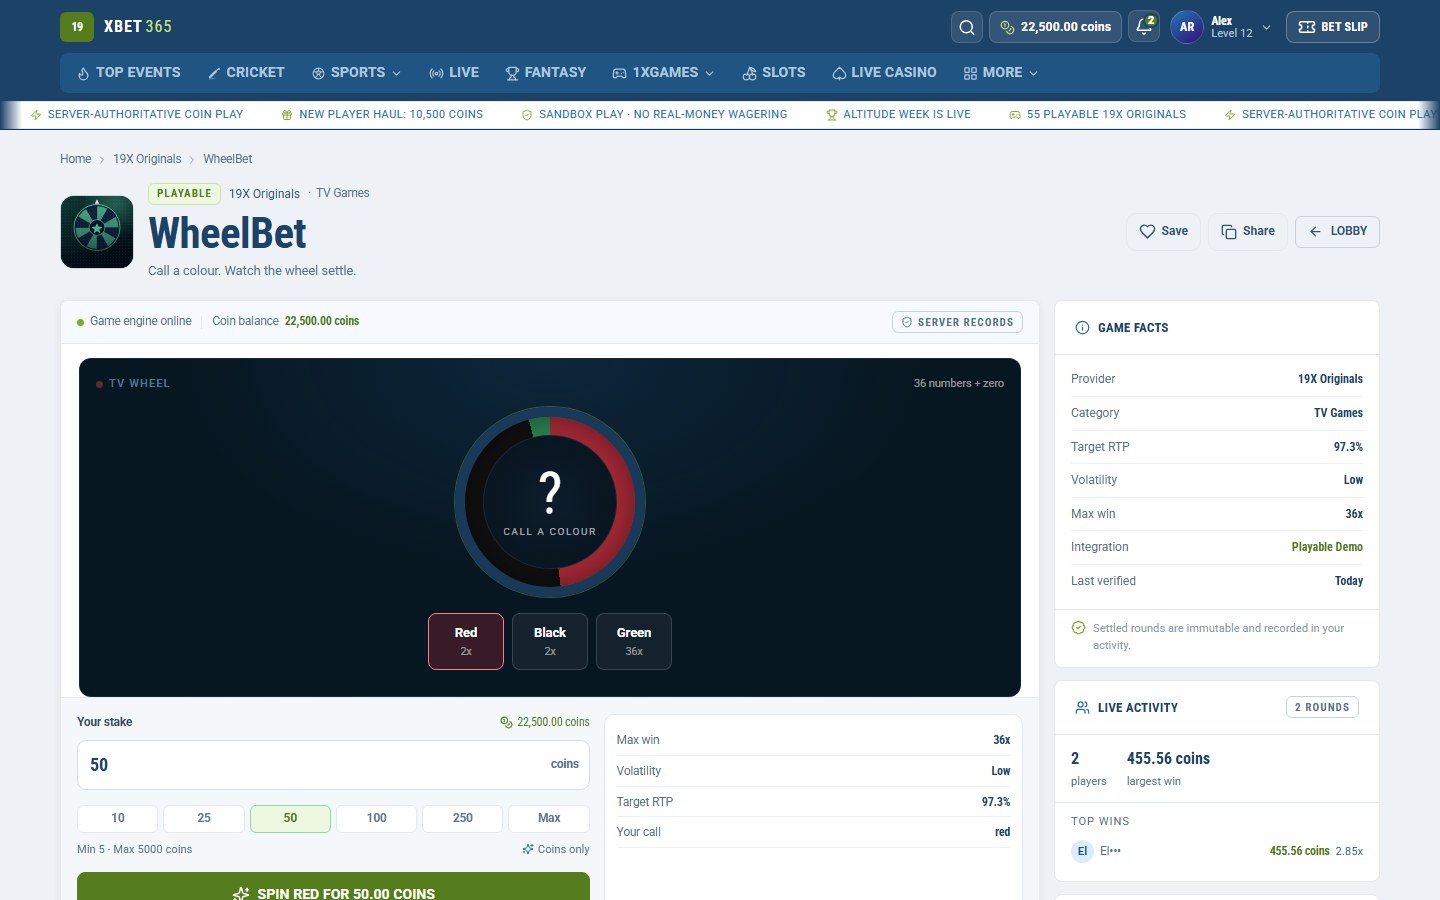 19 XBET 365
22,500.00 coins
2
AR Alex
Level 12
BET SLIP
TOP EVENTS CRICKET SPORTS LIVE FANTASY 1XGAMES SLOTS LIVE CASINO MORE
SERVER-AUTHORITATIVE COIN PLAY NEW PLAYER HAUL: 10,500 COINS SANDBOX PLAY · NO REAL-MONEY WAGERING ALTITUDE WEEK IS LIVE 55 PLAYABLE 19X ORIGINALS SERVER-AUTHORITATIVE COIN PLAY
Home 19X Originals WheelBet
PLAYABLE 19X Originals · TV Games
WheelBet
Call a colour. Watch the wheel settle.
Save Share LOBBY
Game engine online Coin balance 22,500.00 coins SERVER RECORDS
TV WHEEL 36 numbers + zero
?
CALL A COLOUR
Red Black Green
2x 2x 36x
Your stake 22,500.00 coins
50 coins
10 25 50 100 250 Max
Min 5 · Max 5000 coins Coins only
SPIN RED FOR 50.00 COINS
Max win 36x
Volatility Low
Target RTP 97.3%
Your call red
GAME FACTS
Provider 19X Originals
Category TV Games
Target RTP 97.3%
Volatility Low
Max win 36x
Integration Playable Demo
Last verified Today
Settled rounds are immutable and recorded in your
activity.
LIVE ACTIVITY 2 ROUNDS
2 455.56 coins
players largest win
TOP WINS
El El••• 455.56 coins 2.85x